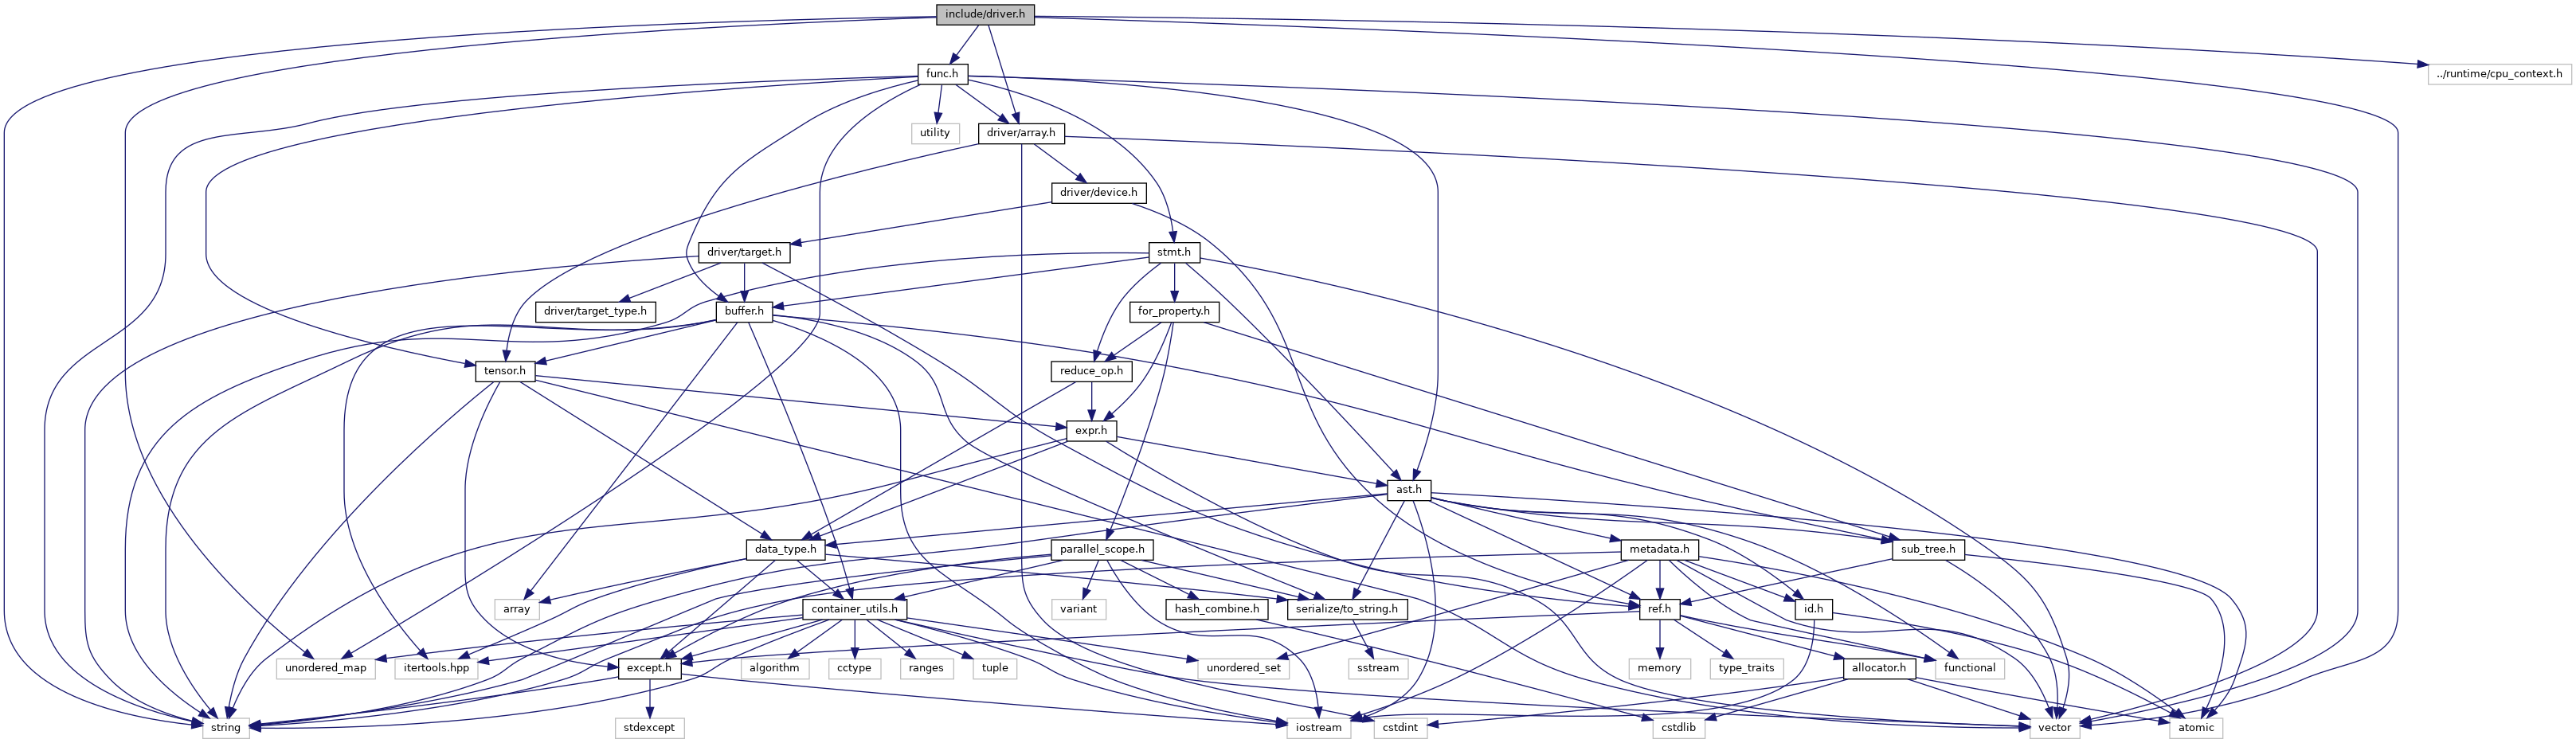 include/driver.h
func.h
../runtime/cpu_context.h
utility
driver/array.h
driver/device.h
driver/target.h
stmt.h
driver/target_type.h
buffer.h
for_property.h
tensor.h
reduce_op.h
expr.h
ast.h
data_type.h
parallel_scope.h
metadata.h
sub_tree.h
array
container_utils.h
variant
hash_combine.h
serialize/to_string.h
ref.h
id.h
unordered_map
itertools.hpp
except.h
algorithm
cctype
ranges
tuple
unordered_set
sstream
memory
type_traits
allocator.h
functional
string
stdexcept
iostream
cstdint
cstdlib
vector
atomic